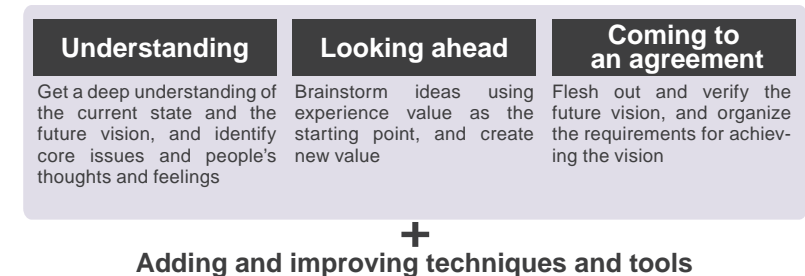 Understanding
Get a deep understanding of
the current state and the
future vision, and identify
core issues and people's
thoughts and feelings
Looking ahead
Brainstorm ideas using
experience value as the
starting point, and create
new value
Coming to
an agreement
Flesh out and verify the
future vision, and organize
the requirements for achiev-
ing the vision
+
Adding and improving techniques and tools